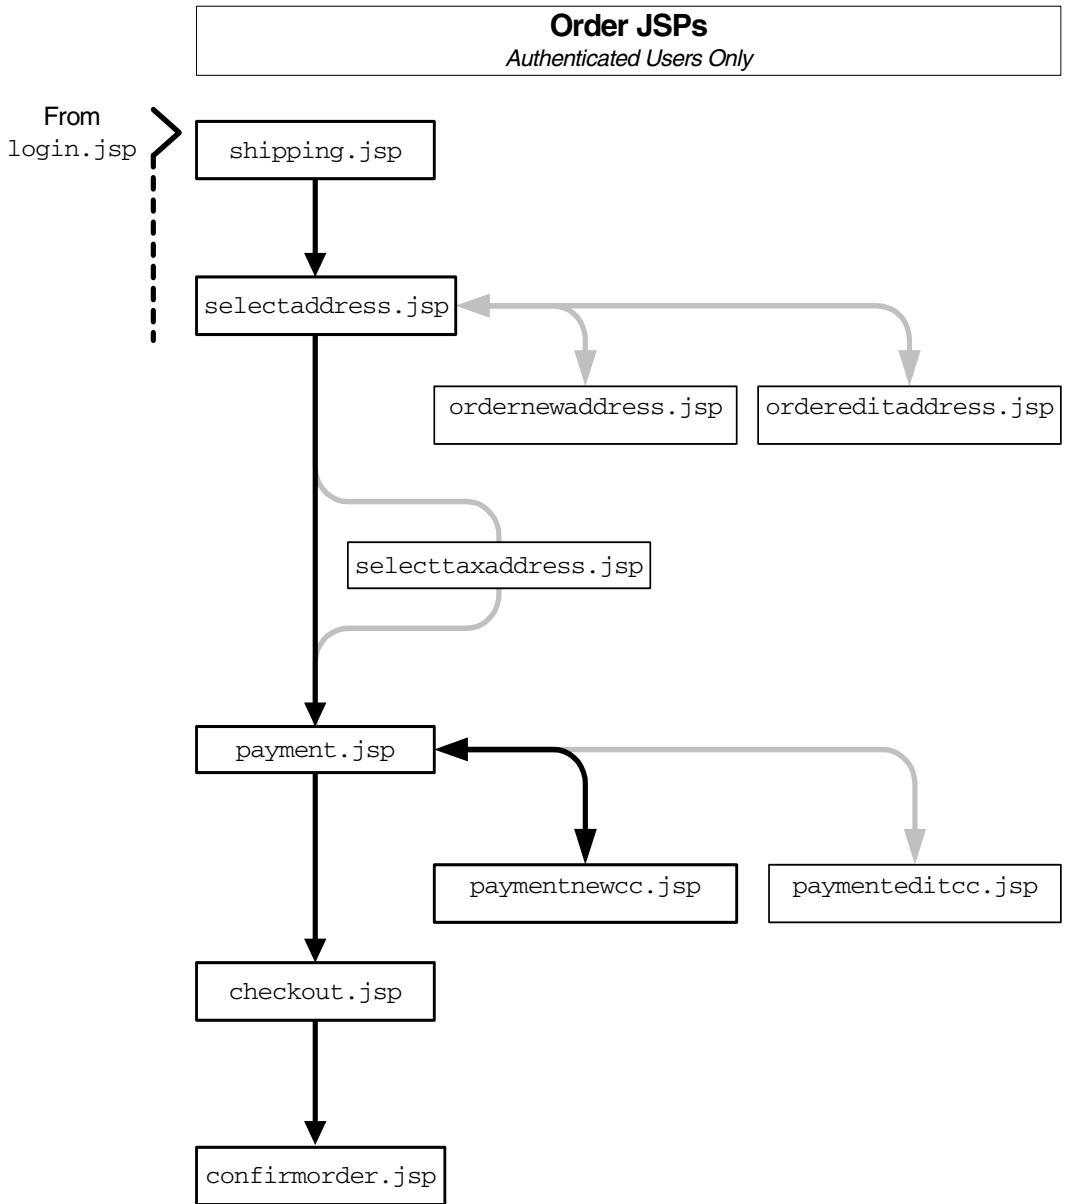 Order JSPs
Authenticated Users Only
From
login.jsp
shipping.jsp
selectaddress.jsp
ordernewaddress.jsp
ordereditaddress.jsp
selecttaxaddress.jsp
payment.jsp
paymentnewcc.jsp
paymenteditcc.jsp
checkout.jsp
confirmorder.jsp